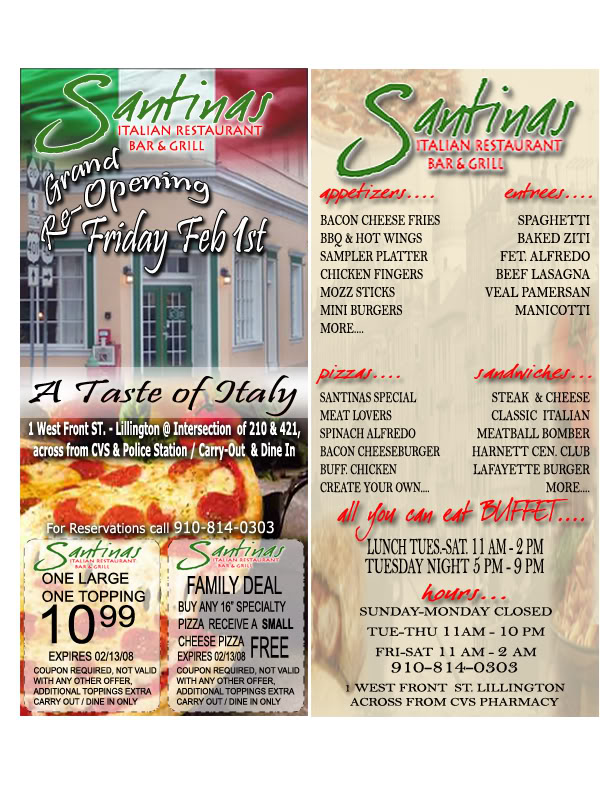 Santinas
ITALIAN RESTAURANT
BAR & GRILL
Grand
Re-Opening
Friday Feb 1st
A Taste of Italy
1 West Front ST. - Lillington @ Intersection of 210 & 421,
across from CVS & Police Station / Carry-Out & Dine In
For Reservations call 910-814-0303
Santinas
ITALIAN RESTAURANT
BAR & GRILL
ONE LARGE
ONE TOPPING
10 99
EXPIRES 02/13/08
COUPON REQUIRED, NOT VALID
WITH ANY OTHER OFFER,
ADDITIONAL TOPPINGS EXTRA
CARRY OUT / DINE IN ONLY
Santinas
ITALIAN RESTAURANT
BAR & GRILL
FAMILY DEAL
BUY ANY 16" SPECIALTY
PIZZA RECEIVE A SMALL
CHEESE PIZZA FREE
EXPIRES 02/13/08
COUPON REQUIRED, NOT VALID
WITH ANY OTHER OFFER,
ADDITIONAL TOPPINGS EXTRA
CARRY OUT / DINE IN ONLY
Santinas
ITALIAN RESTAURANT
BAR & GRILL
appetizers....
BACON CHEESE FRIES
BBQ & HOT WINGS
SAMPLER PLATTER
CHICKEN FINGERS
MOZZ STICKS
MINI BURGERS
MORE....
entrees....
SPAGHETTI
BAKED ZITI
FET. ALFREDO
BEEF LASAGNA
VEAL PAMERSAN
MANICOTTI
pizzas....
SANTINAS SPECIAL
MEAT LOVERS
SPINACH ALFREDO
BACON CHEESEBURGER
BUFF. CHICKEN
CREATE YOUR OWN....
sandwiches...
STEAK & CHEESE
CLASSIC ITALIAN
MEATBALL BOMBER
HARNETT CEN. CLUB
LAFAYETTE BURGER
MORE....
all you can eat BUFFET....
LUNCH TUES.-SAT. 11 AM - 2 PM
TUESDAY NIGHT 5 PM - 9 PM
hours...
SUNDAY-MONDAY CLOSED
TUE-THU 11AM - 10 PM
FRI-SAT 11 AM - 2 AM
910-814-0303
1 WEST FRONT ST. LILLINGTON
ACROSS FROM CVS PHARMACY